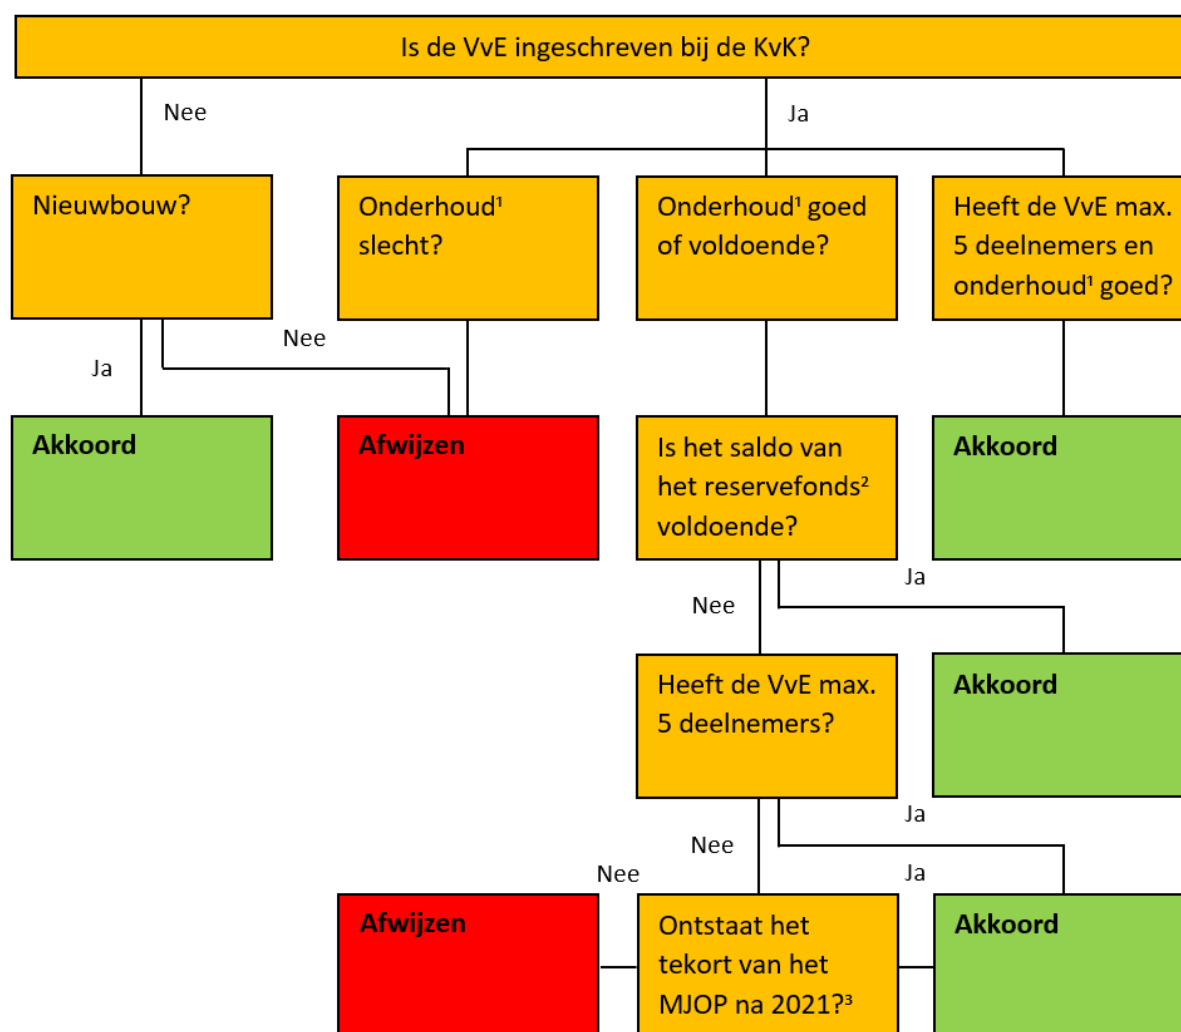 Is de VvE ingeschreven bij de KvK?
Nee
Ja
Nieuwbouw?
Onderhoud¹
slecht?
Onderhoud¹ goed
of voldoende?
Heeft de VvE max.
5 deelnemers en
onderhoud¹ goed?
Nee
Ja
Akkoord
Afwijzen
Is het saldo van
het reservefonds²
voldoende?
Akkoord
Ja
Nee
Heeft de VvE max.
5 deelnemers?
Akkoord
Ja
Nee
Nee
Ja
Afwijzen
Ontstaat het
tekort van het
MJOP na 2021?³
Akkoord